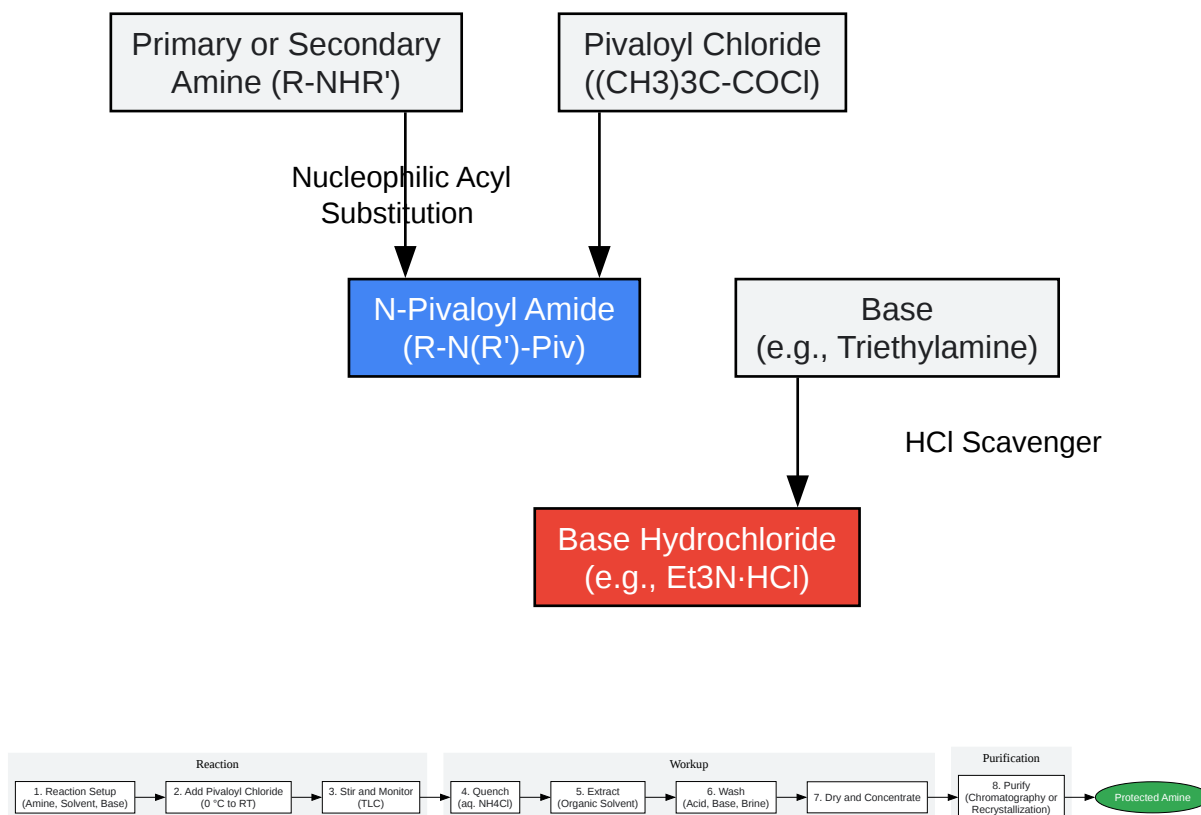 Primary or Secondary
Amine (R-NHR')
Pivaloyl Chloride
((CH3)3C-COCl)
Nucleophilic Acyl
Substitution
N-Pivaloyl Amide
(R-N(R')-Piv)
Base
(e.g., Triethylamine)
HCl Scavenger
Base Hydrochloride
(e.g., Et3N·HCl)
Reaction
1. Reaction Setup
(Amine, Solvent, Base)
2. Add Pivaloyl Chloride
(0 °C to RT)
3. Stir and Monitor
(TLC)
Workup
4. Quench
(aq. NH4Cl)
5. Extract
(Organic Solvent)
6. Wash
(Acid, Base, Brine)
7. Dry and Concentrate
Purification
8. Purify
(Chromatography or
Recrystallization)
Protected Amine